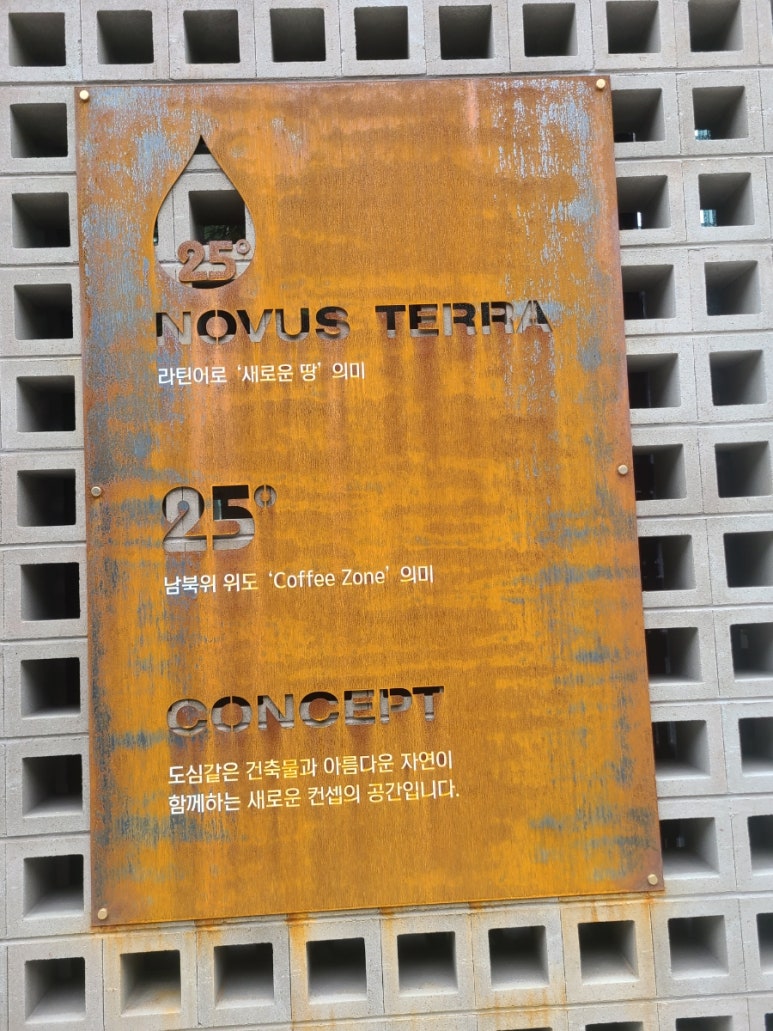 25°
NOVUS TERRA
라틴어로 '새로운 땅' 의미
25°
남북위 위도 'Coffee Zone' 의미
CONCEPT
도심같은 건축물과 아름다운 자연이
함께하는 새로운 컨셉의 공간입니다.